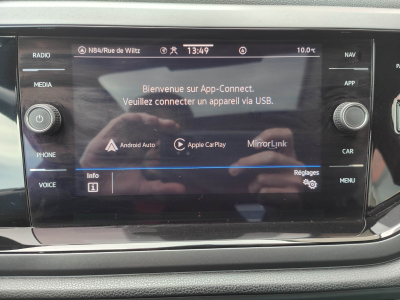 RADIO
MEDIA
PHONE
VOICE
N84/Rue de Wiltz 13:49 10.0°C
Bienvenue sur App-Connect.
Veuillez connecter un appareil via USB.
Android Auto Apple CarPlay MirrorLink
Info Réglages
NAV
APP
CAR
MENU